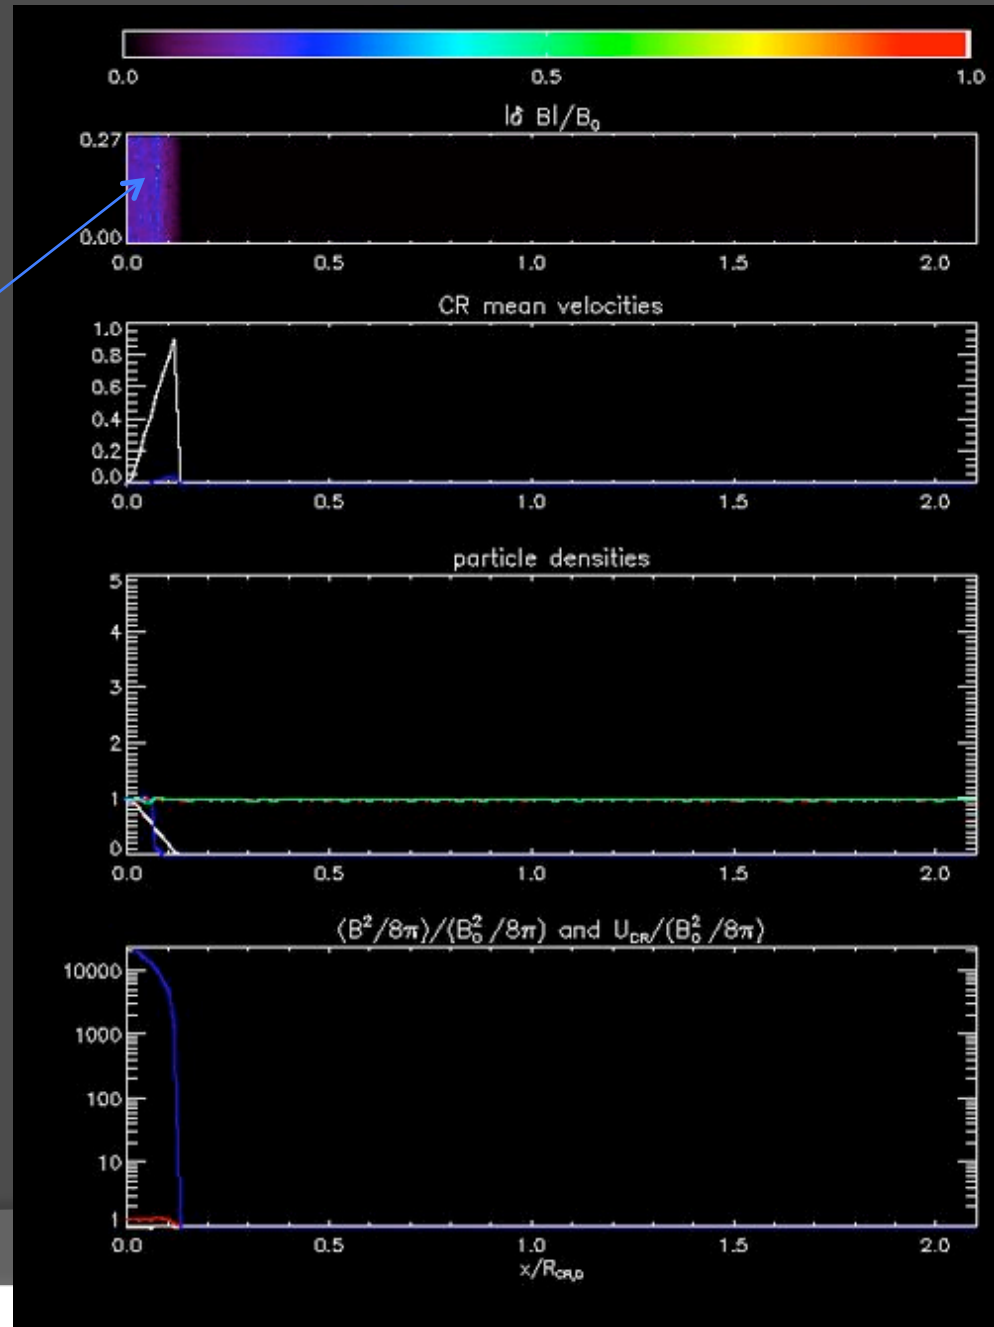 0.0 0.5 1.0
|δ B|/B₀
0.27
0.00
0.0 0.5 1.0 1.5 2.0
CR mean velocities
1.0
0.8
0.6
0.4
0.2
0.0
0.0 0.5 1.0 1.5 2.0
particle densities
5
4
3
2
1
0
0.0 0.5 1.0 1.5 2.0
(B²/8π)/(B₀²/8π) and U_CR/(B₀²/8π)
10000
1000
100
10
1
0.0 0.5 1.0 1.5 2.0
x/R_CR,0